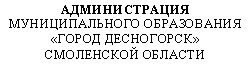 АДМИНИСТРАЦИЯ
МУНИЦИПАЛЬНОГО ОБРАЗОВАНИЯ
«ГОРОД ДЕСНОГОРСК»
СМОЛЕНСКОЙ ОБЛАСТИ